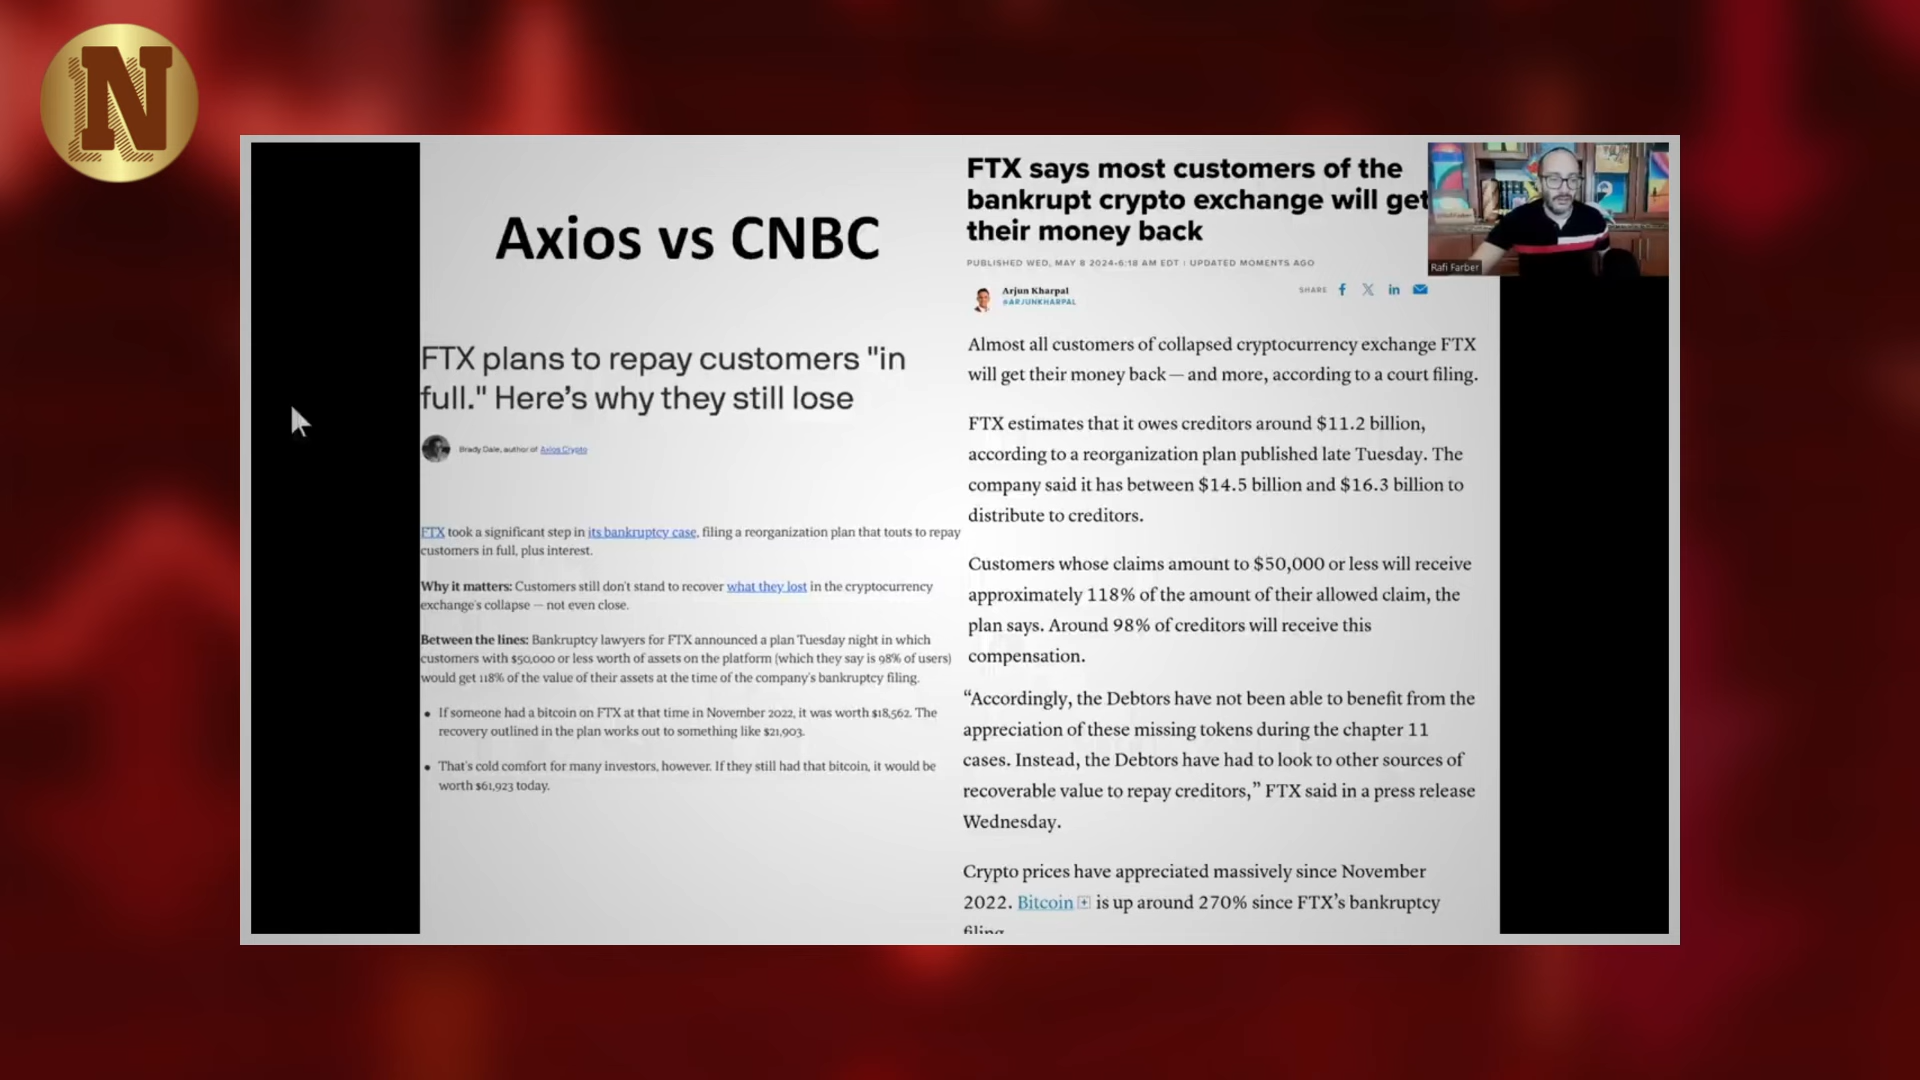 N
Axios vs CNBC
FTX plans to repay customers "in
full." Here's why they still lose
Brady Dale, author of Axios Crypto
FTX took a significant step in its bankruptcy case, filing a reorganization plan that touts to repay
customers in full, plus interest.
Why it matters: Customers still don't stand to recover what they lost in the cryptocurrency
exchange's collapse — not even close.
Between the lines: Bankruptcy lawyers for FTX announced a plan Tuesday night in which
customers with $50,000 or less worth of assets on the platform (which they say is 98% of users)
would get 118% of the value of their assets at the time of the company's bankruptcy filing.
• If someone had a bitcoin on FTX at that time in November 2022, it was worth $18,562. The
recovery outlined in the plan works out to something like $21,903.
• That's cold comfort for many investors, however. If they still had that bitcoin, it would be
worth $61,923 today.
FTX says most customers of the
bankrupt crypto exchange will get
their money back
PUBLISHED WED, MAY 8 2024•6:18 AM EDT | UPDATED MOMENTS AGO
Arjun Kharpal
@ARJUNKHARPAL
SHARE
Almost all customers of collapsed cryptocurrency exchange FTX
will get their money back — and more, according to a court filing.
FTX estimates that it owes creditors around $11.2 billion,
according to a reorganization plan published late Tuesday. The
company said it has between $14.5 billion and $16.3 billion to
distribute to creditors.
Customers whose claims amount to $50,000 or less will receive
approximately 118% of the amount of their allowed claim, the
plan says. Around 98% of creditors will receive this
compensation.
“Accordingly, the Debtors have not been able to benefit from the
appreciation of these missing tokens during the chapter 11
cases. Instead, the Debtors have had to look to other sources of
recoverable value to repay creditors,” FTX said in a press release
Wednesday.
Crypto prices have appreciated massively since November
2022. Bitcoin is up around 270% since FTX’s bankruptcy
filing
Rafi Farber